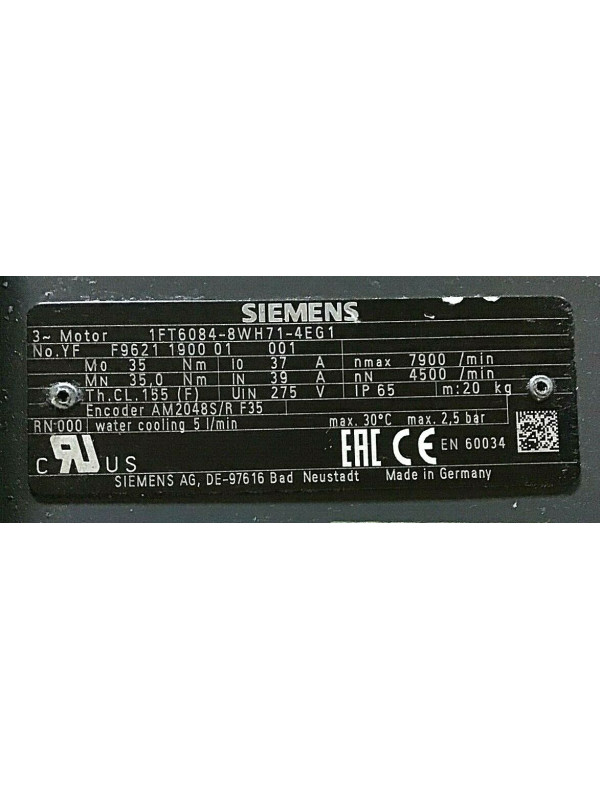 SIEMENS
3~ Motor 1FT6084-8WH71-4EG1
No.YF F9621 1900 01 001
Mo 35 Nm Io 37 A nmax 7900 /min
MN 35,0 Nm IN 39 A nN 4500 /min
Th.CL.155 (F) UIN 275 V IP 65 m:20 kg
Encoder AM2048S/R F35
RN:000 water cooling 5 l/min max. 30°C max. 2,5 bar
EAC CE EN 60034
c RU US
SIEMENS AG, DE-97616 Bad Neustadt Made in Germany